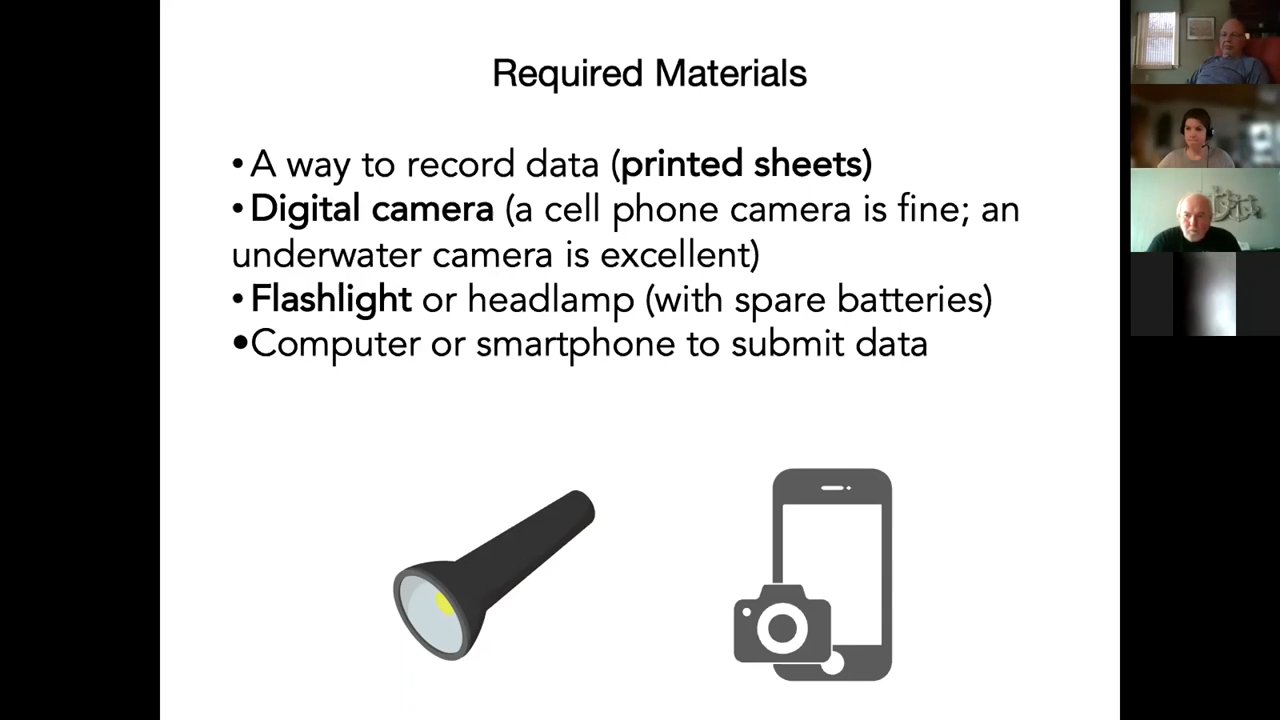 Required Materials
•A way to record data (printed sheets)
•Digital camera (a cell phone camera is fine; an
underwater camera is excellent)
•Flashlight or headlamp (with spare batteries)
•Computer or smartphone to submit data